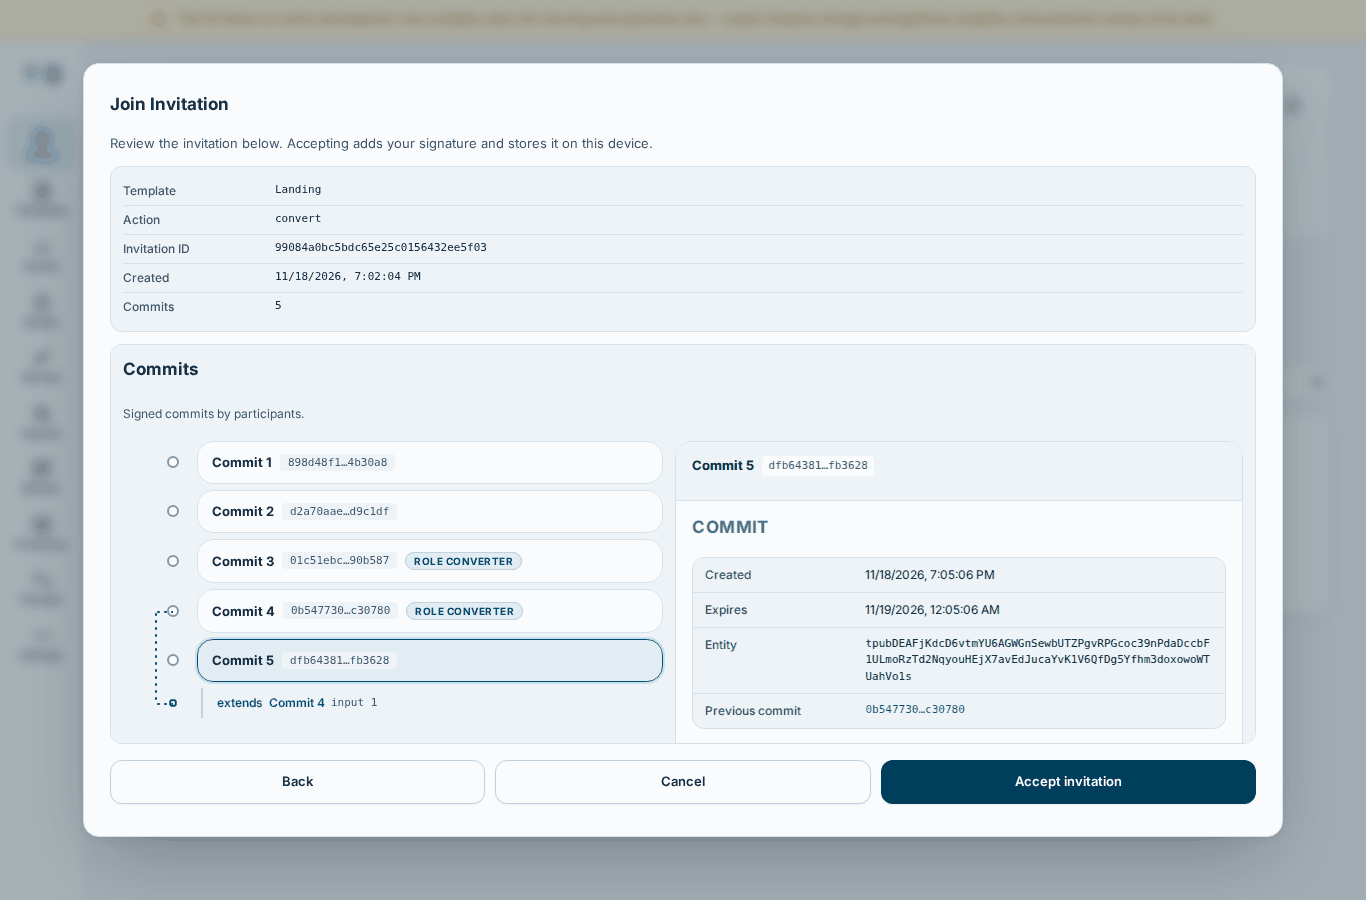 Join Invitation
Review the invitation below. Accepting adds your signature and stores it on this device.
Template Landing
Action convert
Invitation ID 99084a0bc5bdc65e25c0156432ee5f03
Created 11/18/2026, 7:02:04 PM
Commits 5
Commits
Signed commits by participants.
Commit 1 898d48f1…4b30a8
Commit 2 d2a70aae…d9c1df
Commit 3 01c51ebc…90b587 ROLE CONVERTER
Commit 4 0b547730…c30780 ROLE CONVERTER
Commit 5 dfb64381…fb3628
extends Commit 4 input 1
Commit 5 dfb64381…fb3628
COMMIT
Created 11/18/2026, 7:05:06 PM
Expires 11/19/2026, 12:05:06 AM
Entity tpubDEAFjKdcD6vtmYU6AGWGnSewbUTZPgvRPGcoc39nPdaDccbF
1ULmoRzTd2NqyouHEjX7avEdJucaYvK1V6QfDg5Yfhm3doxowoWT
UahVo1s
Previous commit 0b547730…c30780
Back
Cancel
Accept invitation